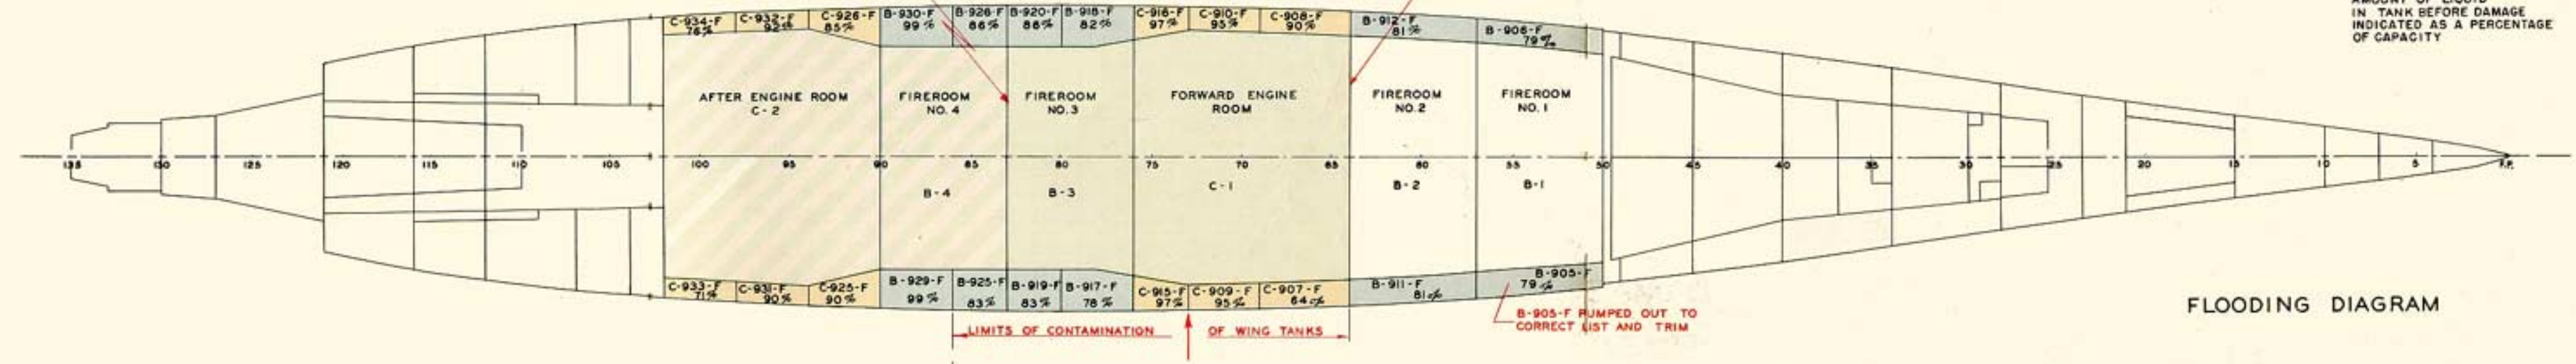 AMOUNT OF LIQUID
IN TANK BEFORE DAMAGE
INDICATED AS A PERCENTAGE
OF CAPACITY
C-934-F
76%
C-932-F
92%
C-926-F
85%
B-930-F
99%
B-926-F
86%
B-920-F
86%
B-918-F
82%
C-916-F
97%
C-910-F
95%
C-908-F
90%
B-912-F
81%
B-906-F
79%
AFTER ENGINE ROOM
C-2
FIREROOM
NO. 4
FIREROOM
NO. 3
FORWARD ENGINE
ROOM
FIREROOM
NO. 2
FIREROOM
NO. 1
135 130 125 120 115 110 105 100 95 90 85 80 75 70 65 60 55 50 45 40 35 30 25 20 15 10 5 F.P.
B-4
B-3
C-1
B-2
B-1
C-933-F
71%
C-931-F
90%
C-925-F
90%
B-929-F
99%
B-925-F
83%
B-919-F
83%
B-917-F
78%
C-915-F
97%
C-909-F
95%
C-907-F
64%
B-911-F
81%
B-905-F
79%
LIMITS OF CONTAMINATION OF WING TANKS
B-905-F PUMPED OUT TO
CORRECT LIST AND TRIM
FLOODING DIAGRAM